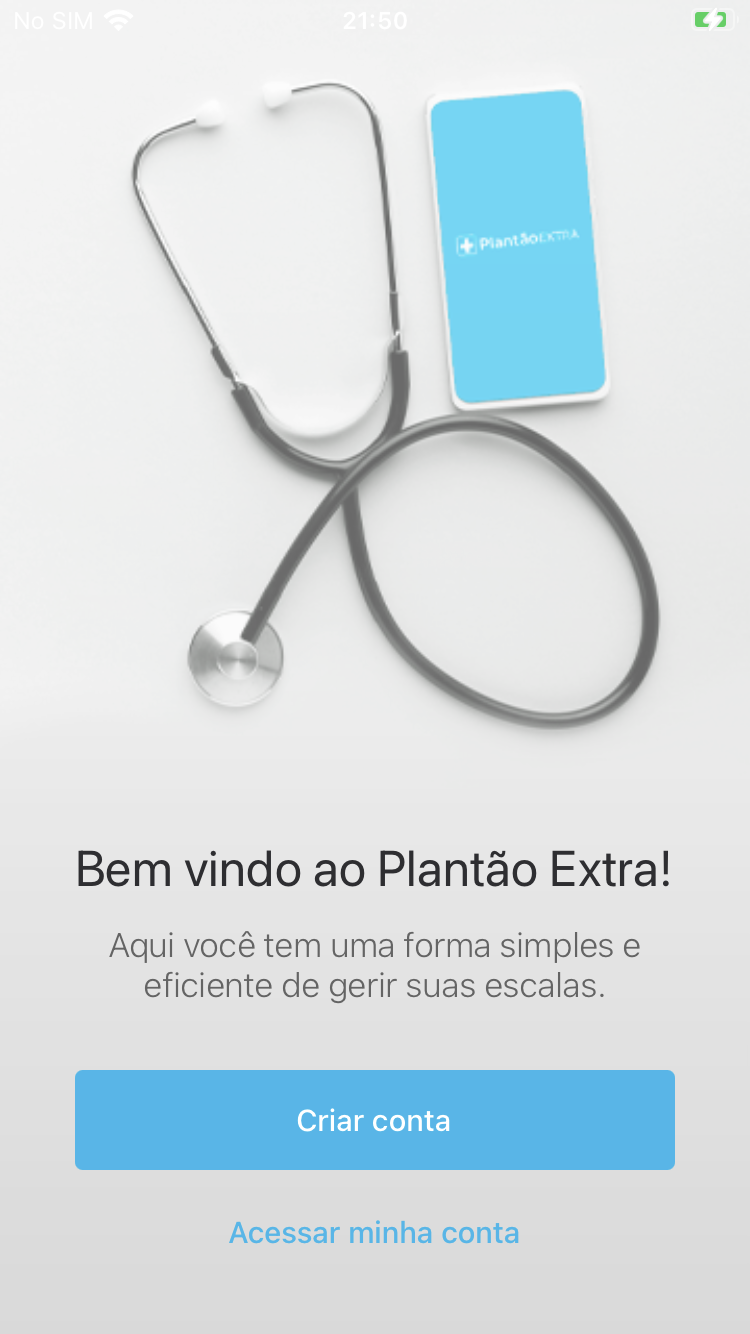 No SIM 21:50
PlantãoEXTRA
Bem vindo ao Plantão Extra!
Aqui você tem uma forma simples e
eficiente de gerir suas escalas.
Criar conta
Acessar minha conta